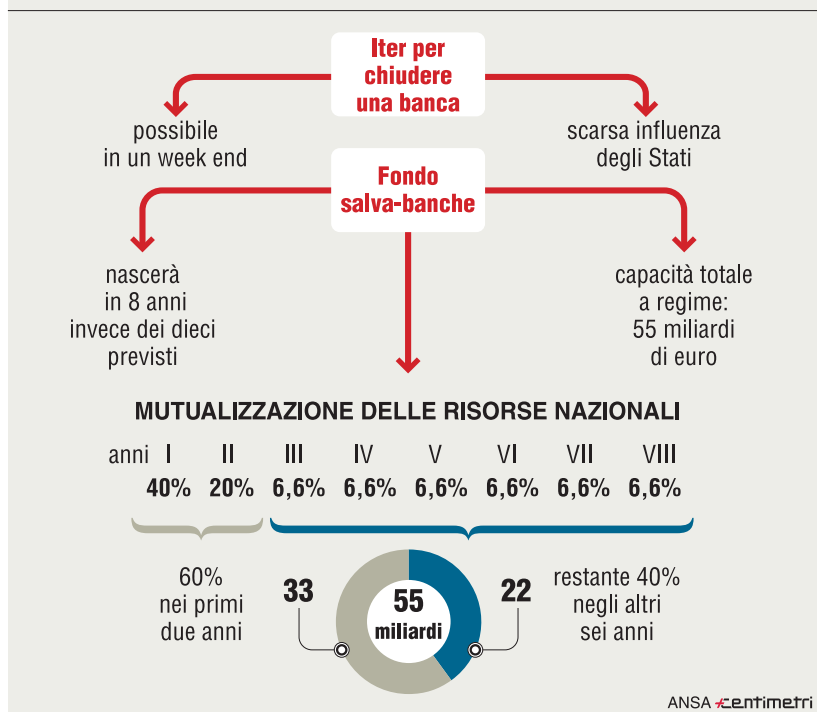 Iter per
chiudere
una banca
possibile
in un week end
scarsa influenza
degli Stati
Fondo
salva-banche
nascerà
in 8 anni
invece dei dieci
previsti
capacità totale
a regime:
55 miliardi
di euro
MUTUALIZZAZIONE DELLE RISORSE NAZIONALI
anni I II III IV V VI VII VIII
40% 20% 6,6% 6,6% 6,6% 6,6% 6,6% 6,6%
60%
nei primi
due anni
33
55
miliardi
22
restante 40%
negli altri
sei anni
ANSA centimetri